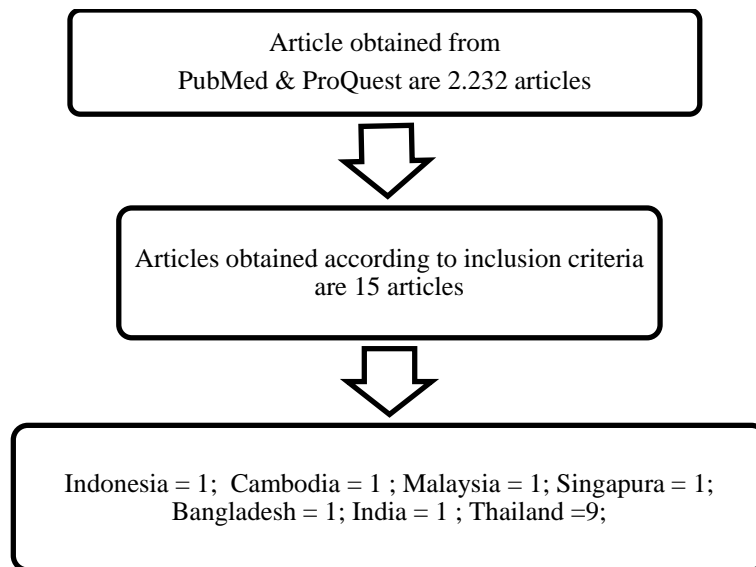 Article obtained from
PubMed & ProQuest are 2.232 articles
Articles obtained according to inclusion criteria
are 15 articles
Indonesia = 1;  Cambodia = 1 ; Malaysia = 1; Singapura = 1;
Bangladesh = 1; India = 1 ; Thailand =9;